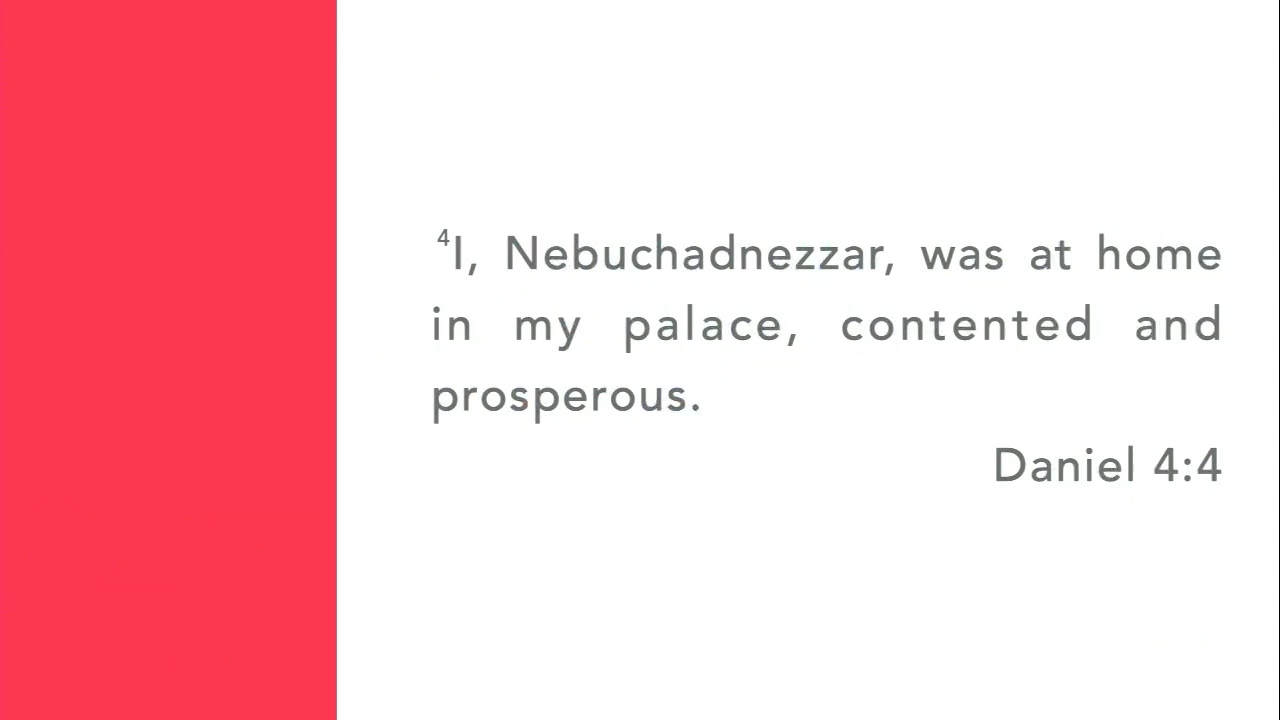 ⁴I, Nebuchadnezzar, was at home
in my palace, contented and
prosperous.
Daniel 4:4